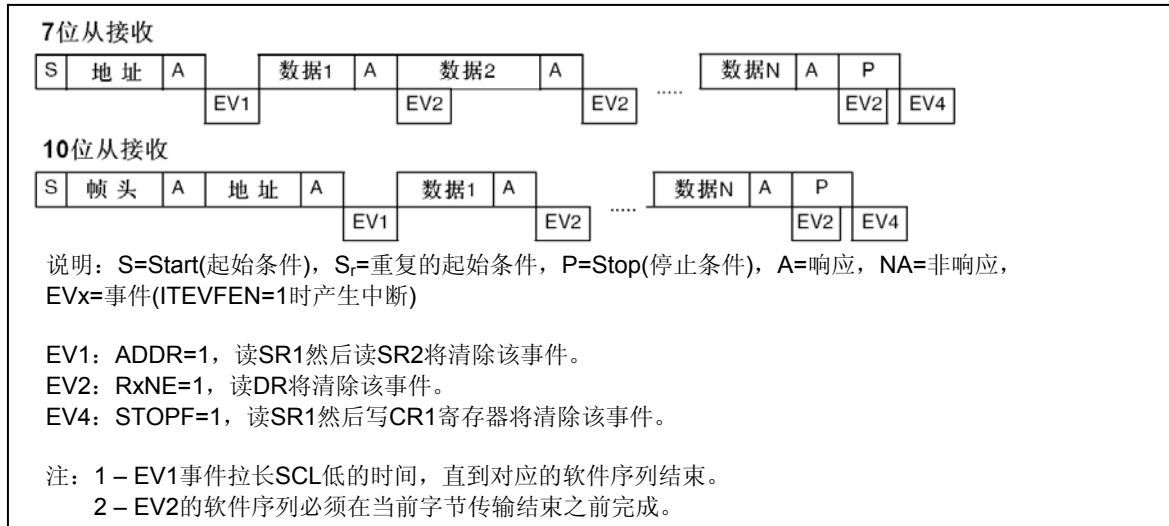 7位从接收
S 地 址 A 数据1 A 数据2 A ..... 数据N A P
EV1 EV2 EV2 EV2 EV4
10位从接收
S 帧 头 A 地 址 A 数据1 A ..... 数据N A P
EV1 EV2 EV2 EV4
说明：S=Start(起始条件)，Sr=重复的起始条件，P=Stop(停止条件)，A=响应，NA=非响应，
EVx=事件(ITEVFEN=1时产生中断)
EV1：ADDR=1，读SR1然后读SR2将清除该事件。
EV2：RxNE=1，读DR将清除该事件。
EV4：STOPF=1，读SR1然后写CR1寄存器将清除该事件。
注：1 – EV1事件拉长SCL低的时间，直到对应的软件序列结束。
2 – EV2的软件序列必须在当前字节传输结束之前完成。